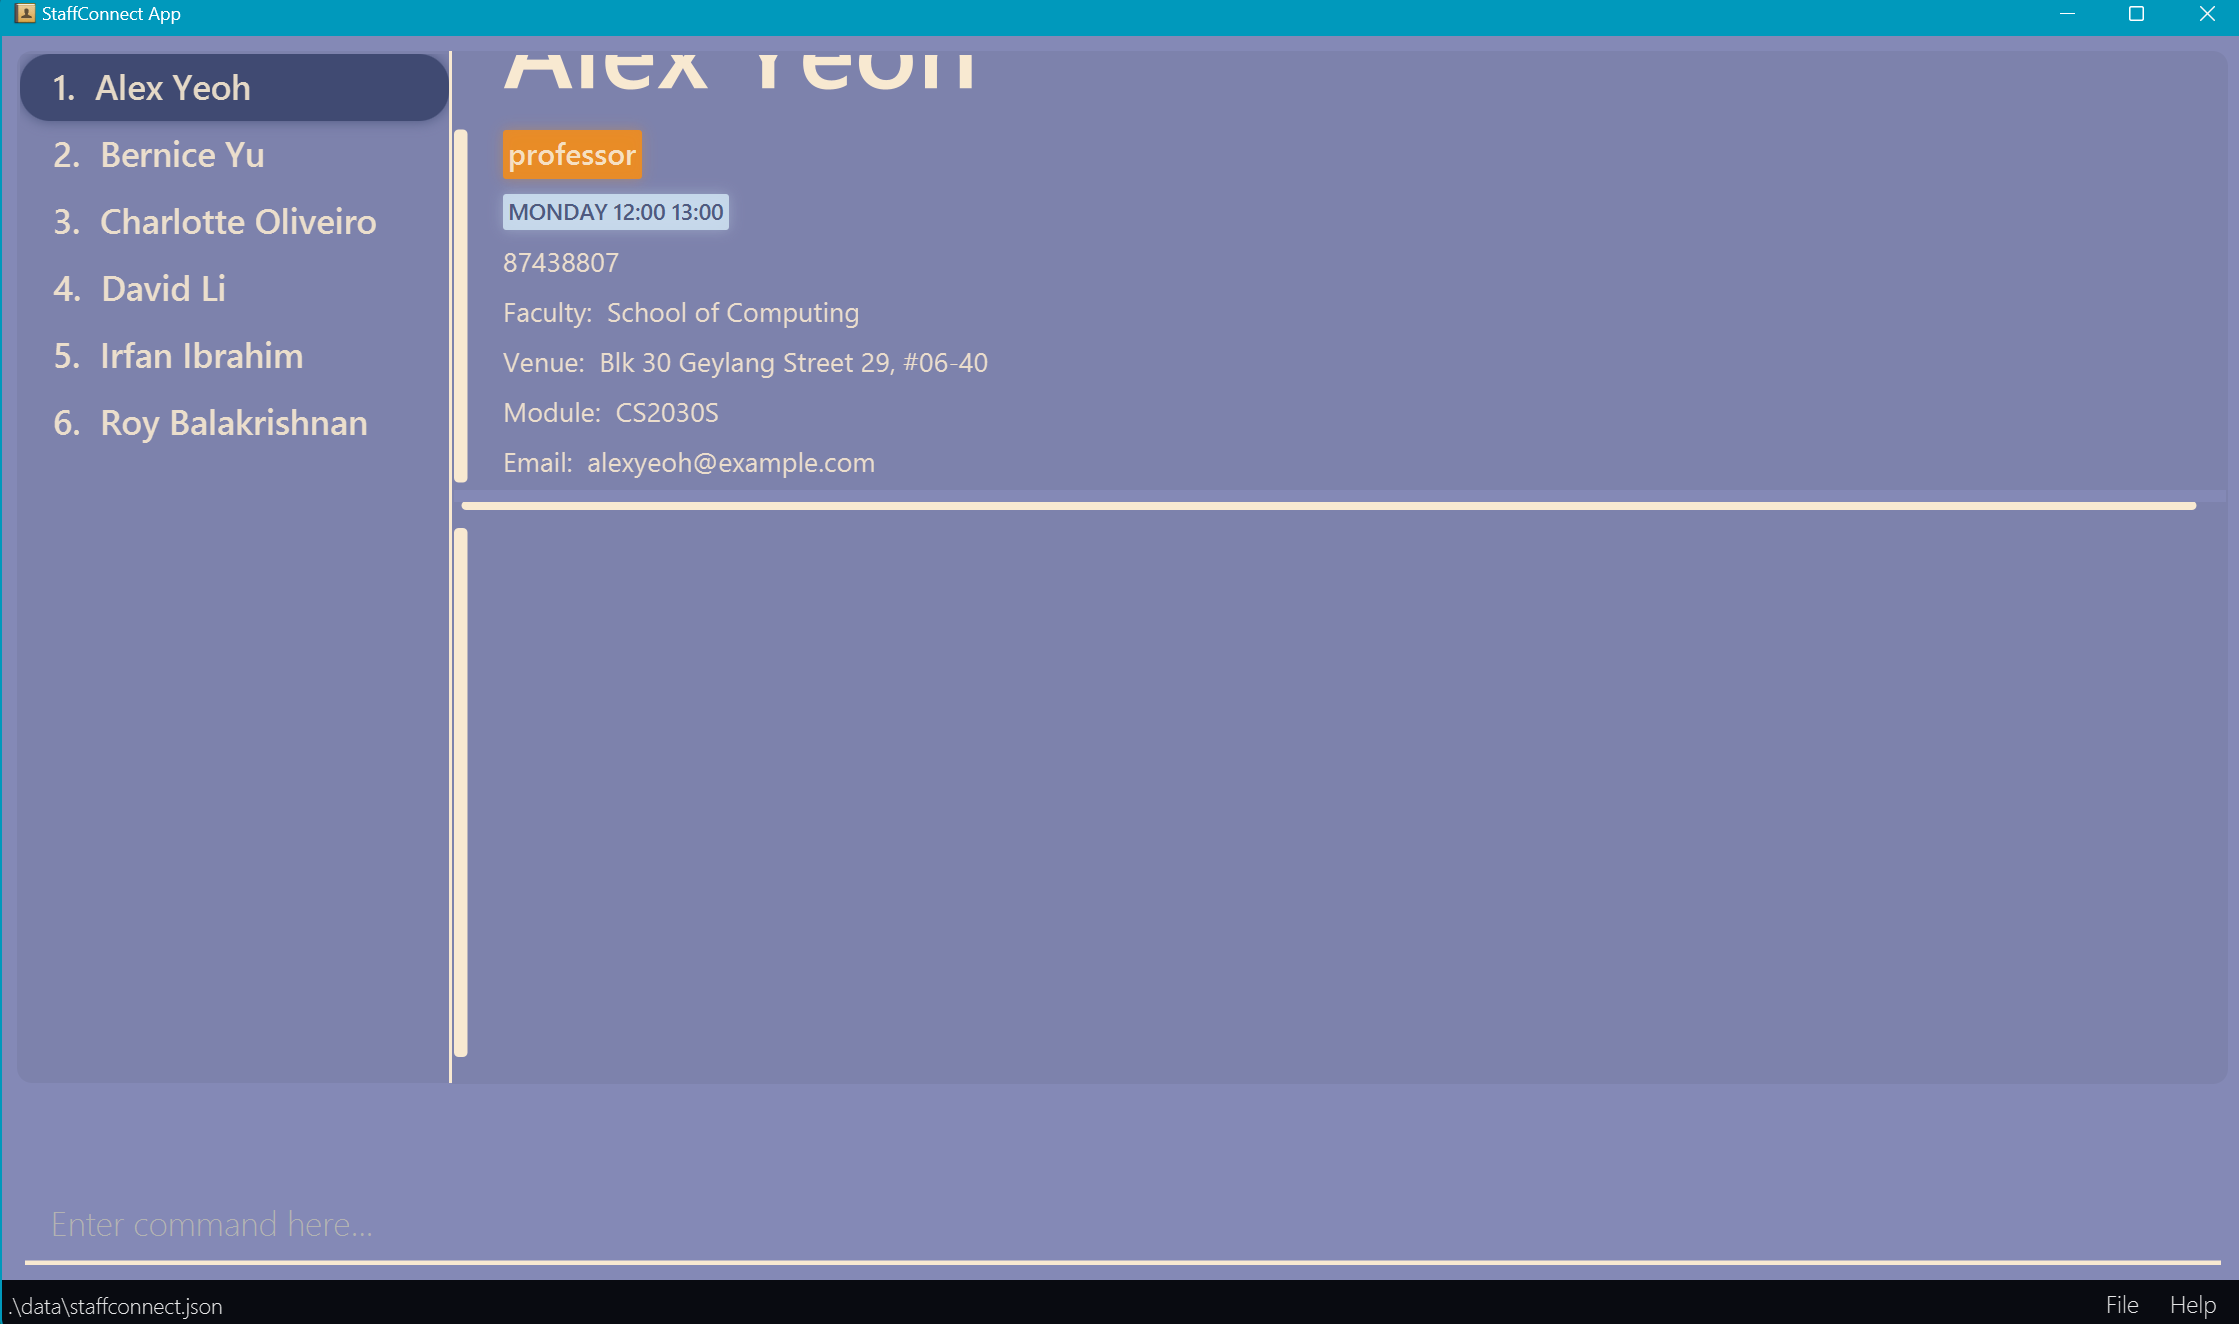 StaffConnect App
1. Alex Yeoh
2. Bernice Yu
3. Charlotte Oliveiro
4. David Li
5. Irfan Ibrahim
6. Roy Balakrishnan
Alex Yeoh
professor
MONDAY 12:00 13:00
87438807
Faculty: School of Computing
Venue: Blk 30 Geylang Street 29, #06-40
Module: CS2030S
Email: alexyeoh@example.com
Enter command here...
.\data\staffconnect.json
File Help